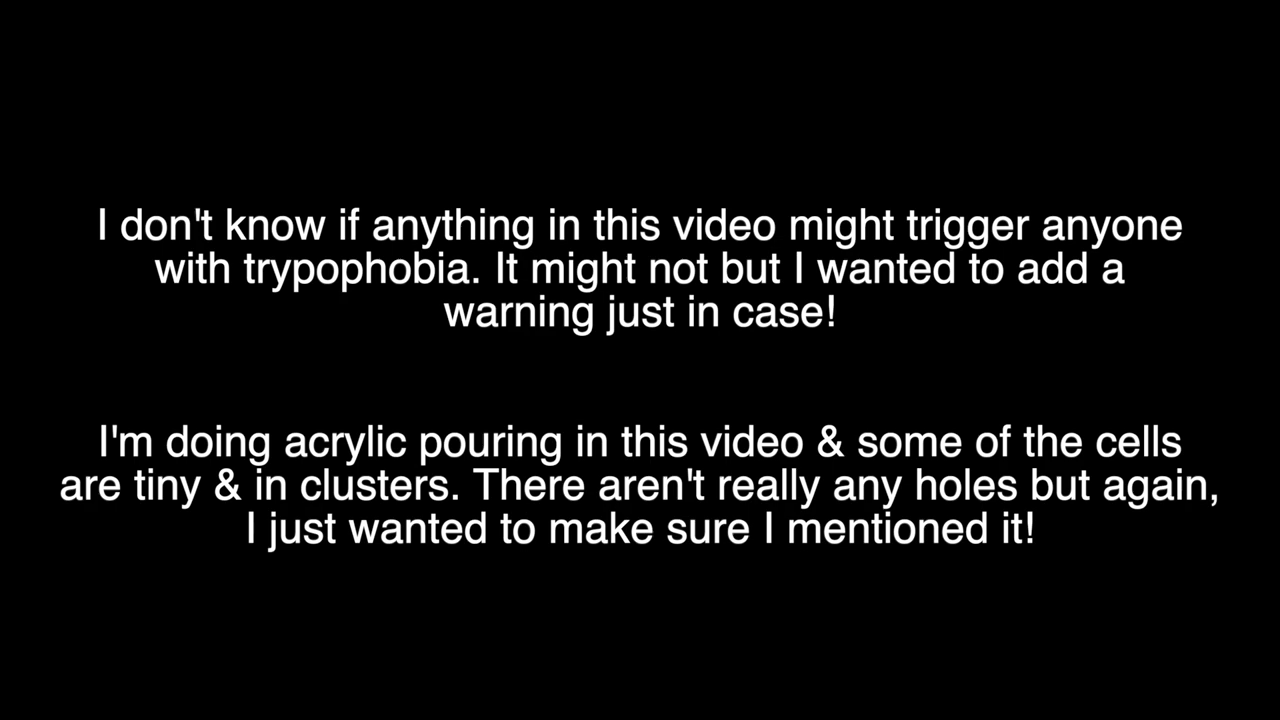 I don't know if anything in this video might trigger anyone
with trypophobia. It might not but I wanted to add a
warning just in case!
I'm doing acrylic pouring in this video & some of the cells
are tiny & in clusters. There aren't really any holes but again,
I just wanted to make sure I mentioned it!